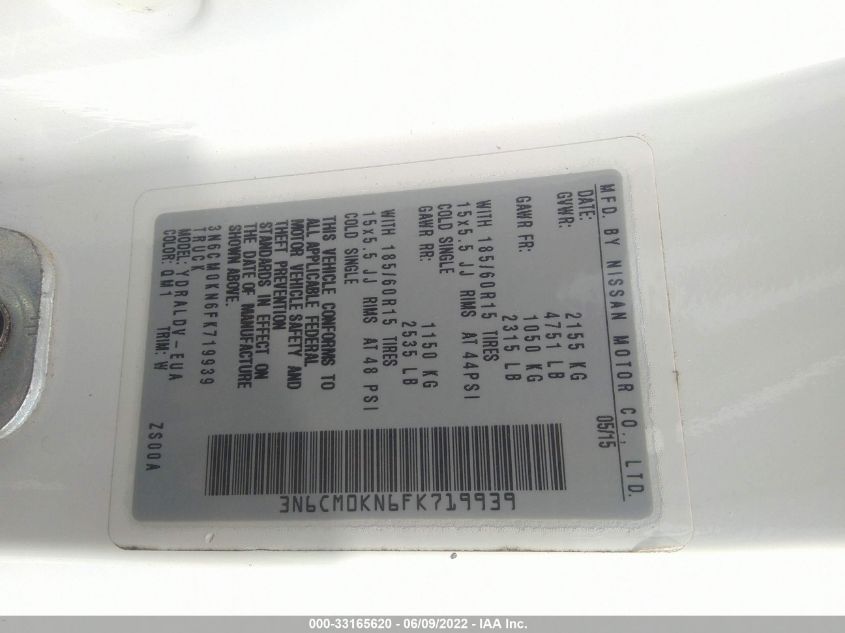 MFD. BY NISSAN MOTOR CO., LTD.
DATE: 05/15
GVWR: 2155 KG
4751 LB
GAWR FR: 1050 KG
2315 LB
WITH 185/60R15 TIRES
15x5.5 JJ RIMS AT 44PSI
COLD SINGLE
GAWR RR: 1150 KG
2535 LB
WITH 185/60R15 TIRES
15x5.5 JJ RIMS AT 48 PSI
COLD SINGLE
THIS VEHICLE CONFORMS TO
ALL APPLICABLE FEDERAL
MOTOR VEHICLE SAFETY AND
THEFT PREVENTION
STANDARDS IN EFFECT ON
THE DATE OF MANUFACTURE
SHOWN ABOVE.
3N6CM0KN6FK719939
TRUCK
MODEL: YDRALDV-EUA
COLOR: QM1 TRIM: W
ZS00A
3N6CM0KN6FK719939
000-33165620 - 06/09/2022 - IAA Inc.